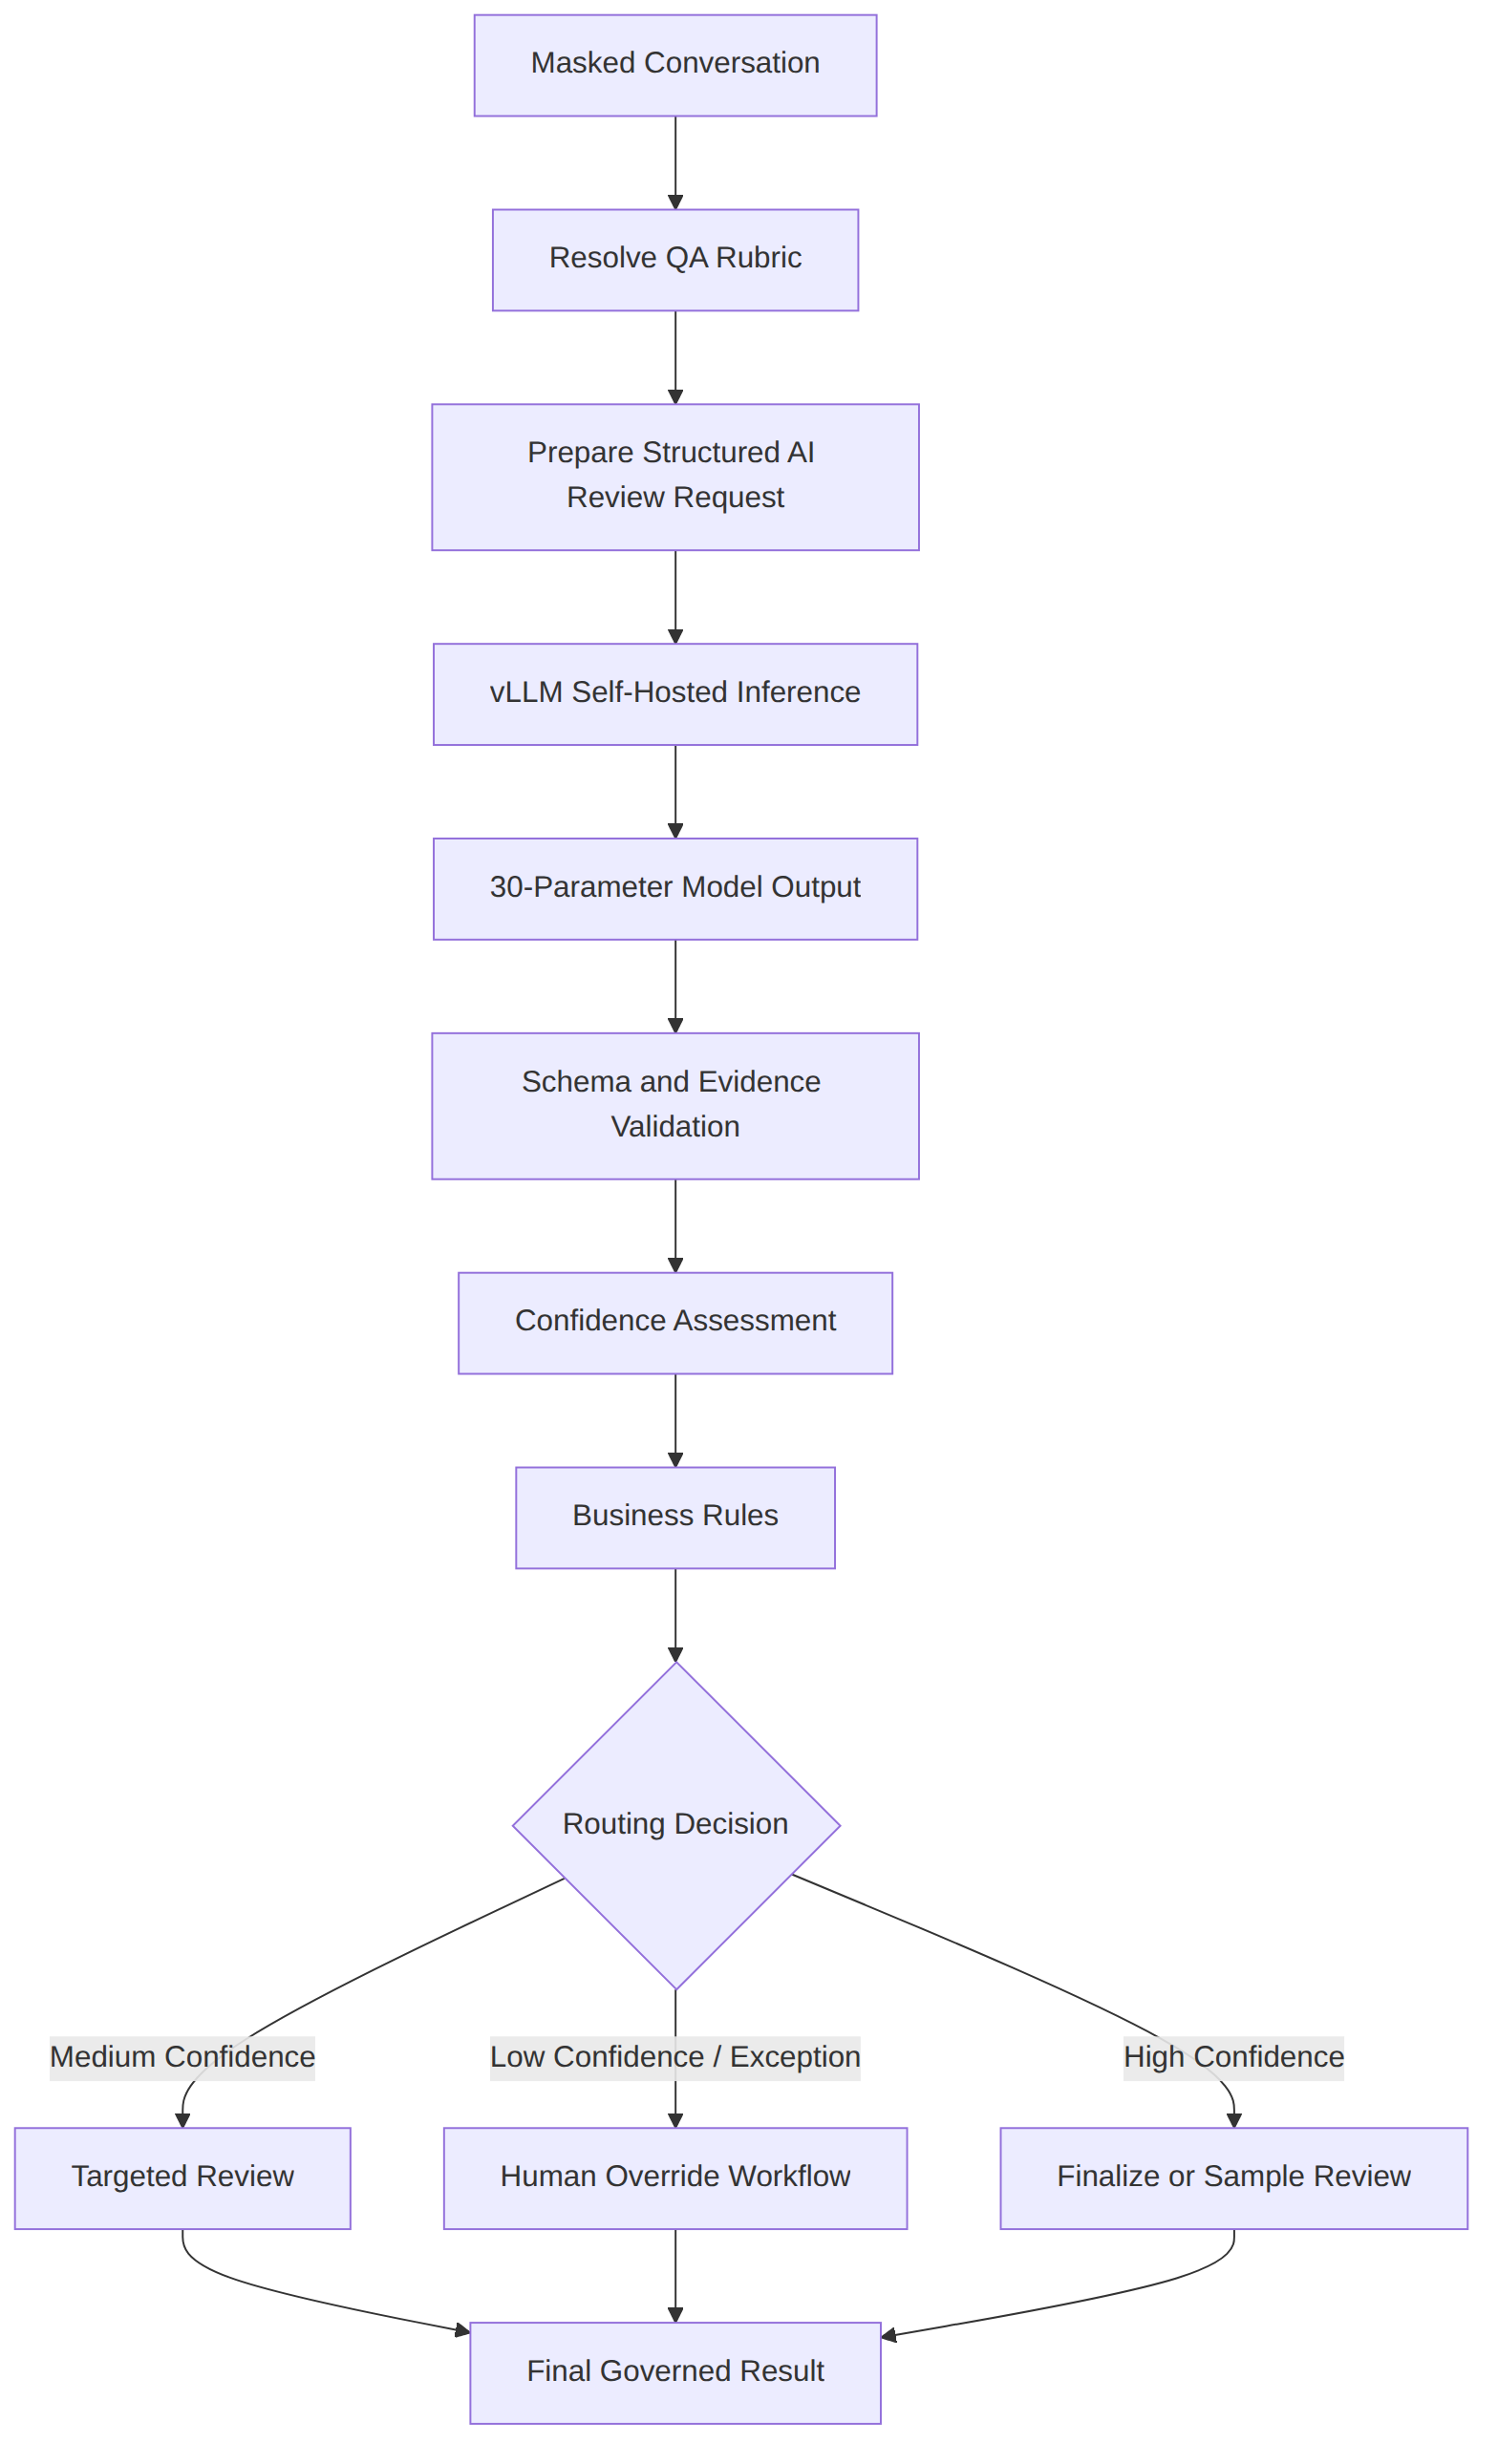 Masked Conversation
Resolve QA Rubric
Prepare Structured AI
Review Request
vLLM Self-Hosted Inference
30-Parameter Model Output
Schema and Evidence
Validation
Confidence Assessment
Business Rules
Routing Decision
Medium Confidence
Low Confidence / Exception
High Confidence
Targeted Review
Human Override Workflow
Finalize or Sample Review
Final Governed Result